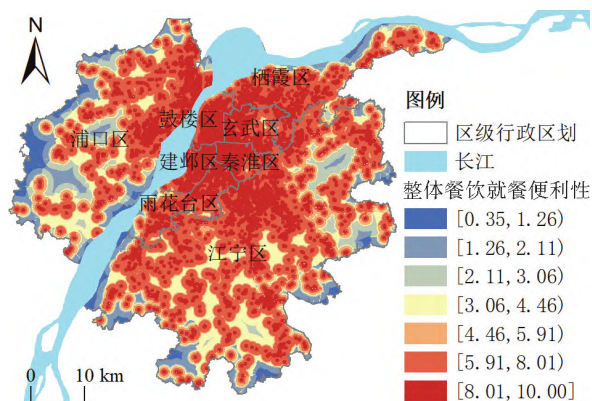 N
栖霞区
鼓楼区
玄武区
浦口区
建邺区
秦淮区
雨花台区
江宁区
0 10 km
图例
区级行政区划
长江
整体餐饮就餐便利性
[0.35, 1.26)
[1.26, 2.11)
[2.11, 3.06)
[3.06, 4.46)
[4.46, 5.91)
[5.91, 8.01)
[8.01, 10.00]